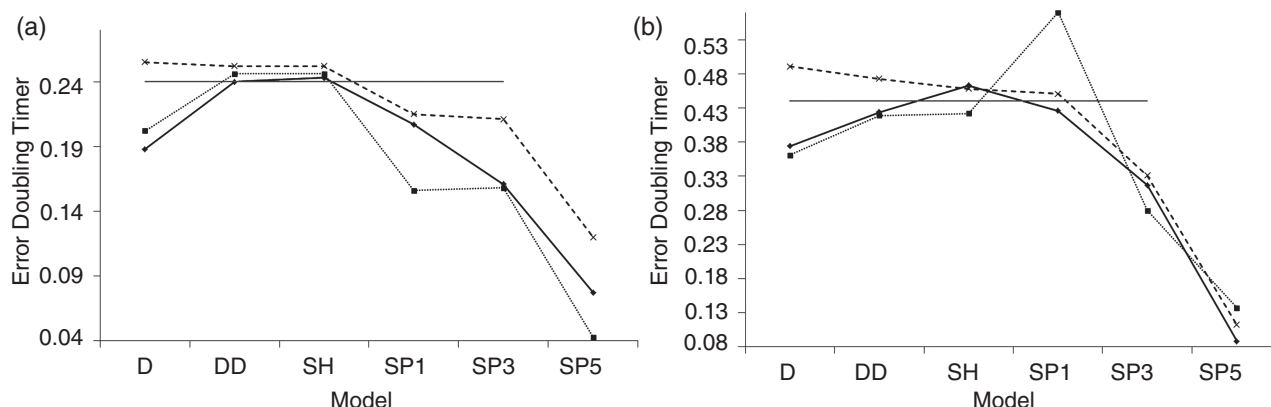 (a)
Error Doubling Timer
0.24
0.19
0.14
0.09
0.04
D DD SH SP1 SP3 SP5
Model
(b)
Error Doubling Timer
0.53
0.48
0.43
0.38
0.33
0.28
0.23
0.18
0.13
0.08
D DD SH SP1 SP3 SP5
Model